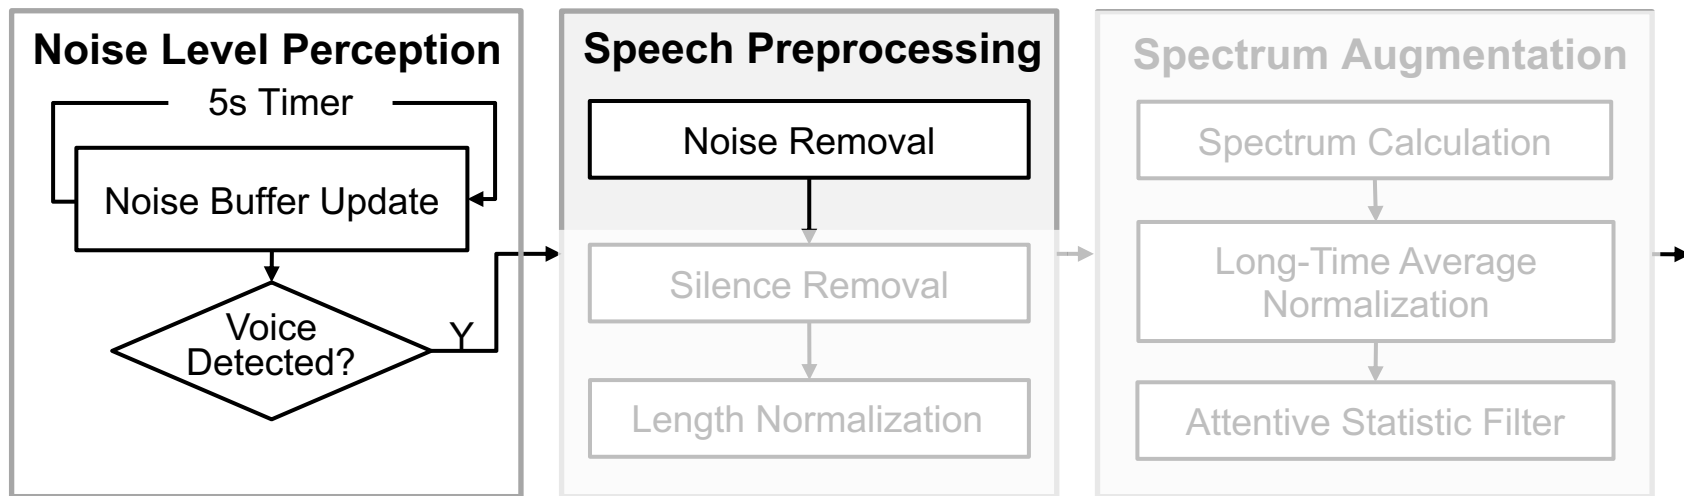 Noise Level Perception
5s Timer
Noise Buffer Update
Voice
Detected?
Y
Speech Preprocessing
Noise Removal
Silence Removal
Length Normalization
Spectrum Augmentation
Spectrum Calculation
Long-Time Average
Normalization
Attentive Statistic Filter